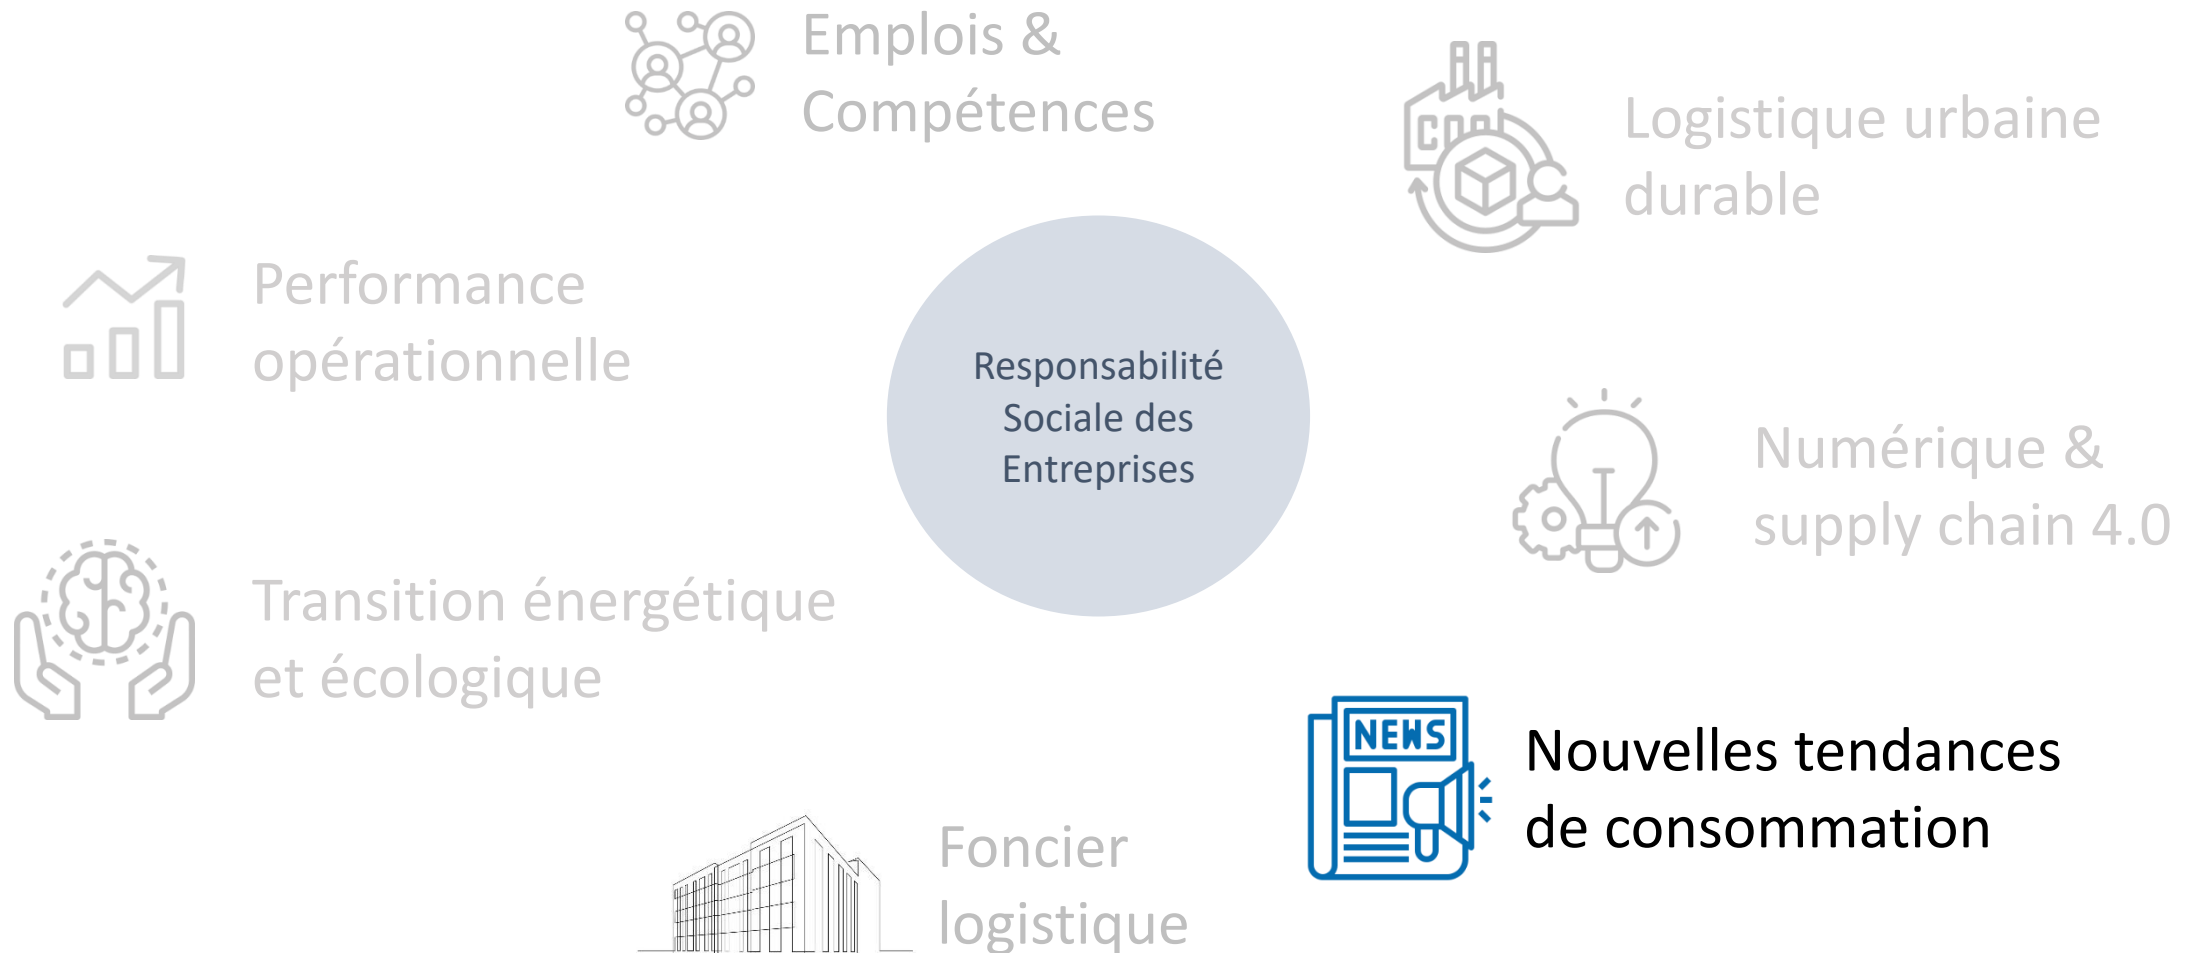 Emplois &
Compétences
Logistique urbaine
durable
Performance
opérationnelle
Responsabilité
Sociale des
Entreprises
Numérique &
supply chain 4.0
Transition énergétique
et écologique
NEWS
Nouvelles tendances
de consommation
Foncier
logistique